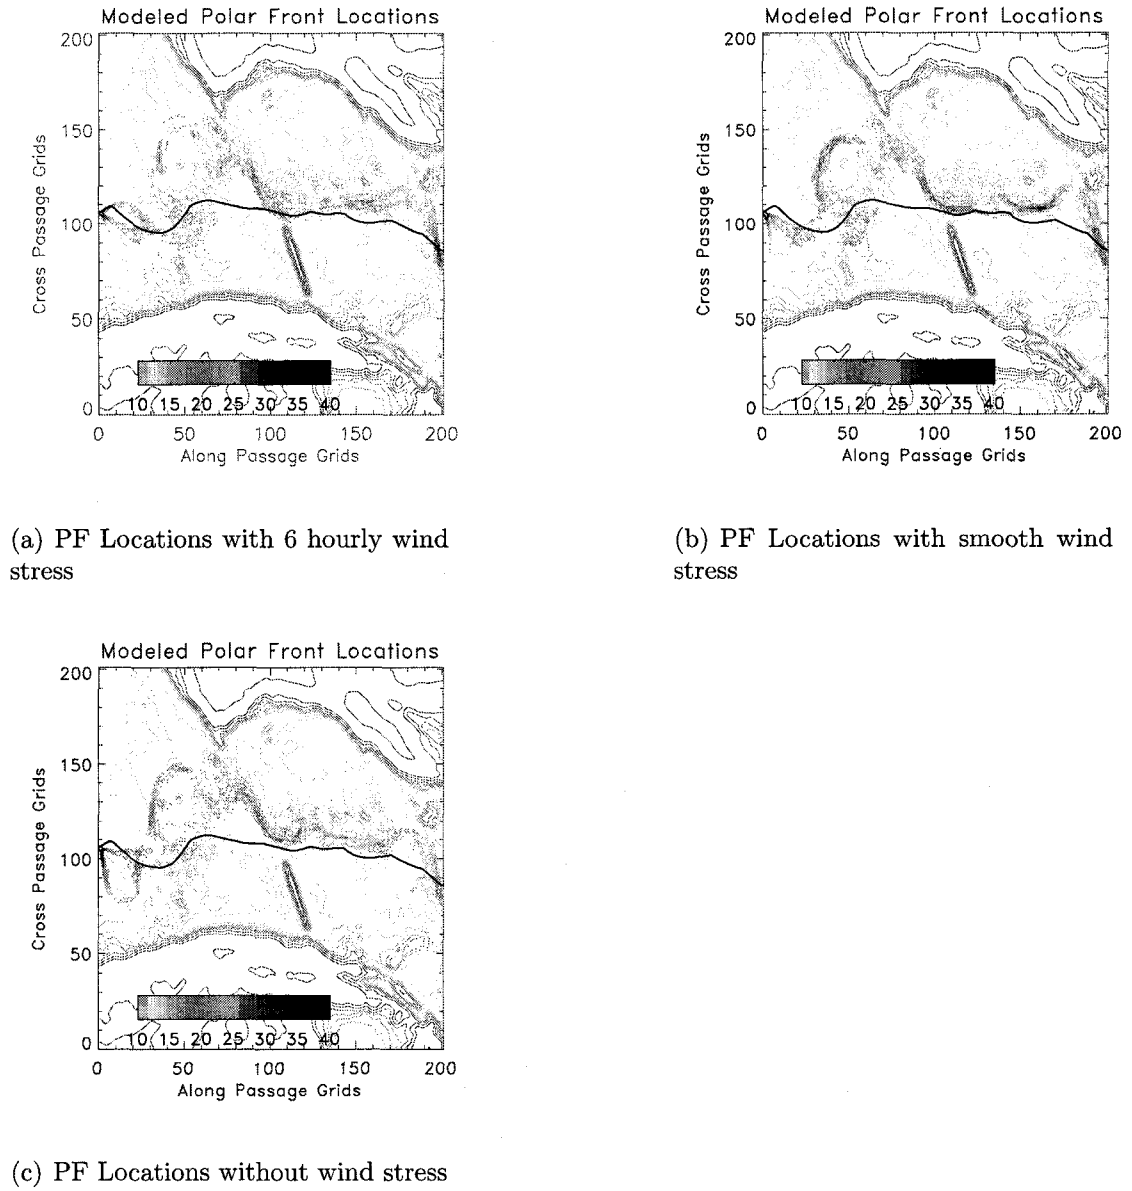 Modeled Polar Front Locations
200
150
100
50
0
Cross Passage Grids
10 15 20 25 30 35 40
0 50 100 150 200
Along Passage Grids
(a) PF Locations with 6 hourly wind
stress
Modeled Polar Front Locations
200
150
100
50
0
Cross Passage Grids
10 15 20 25 30 35 40
0 50 100 150 200
Along Passage Grids
(b) PF Locations with smooth wind
stress
Modeled Polar Front Locations
200
150
100
50
0
Cross Passage Grids
10 15 20 25 30 35 40
0 50 100 150 200
Along Passage Grids
(c) PF Locations without wind stress